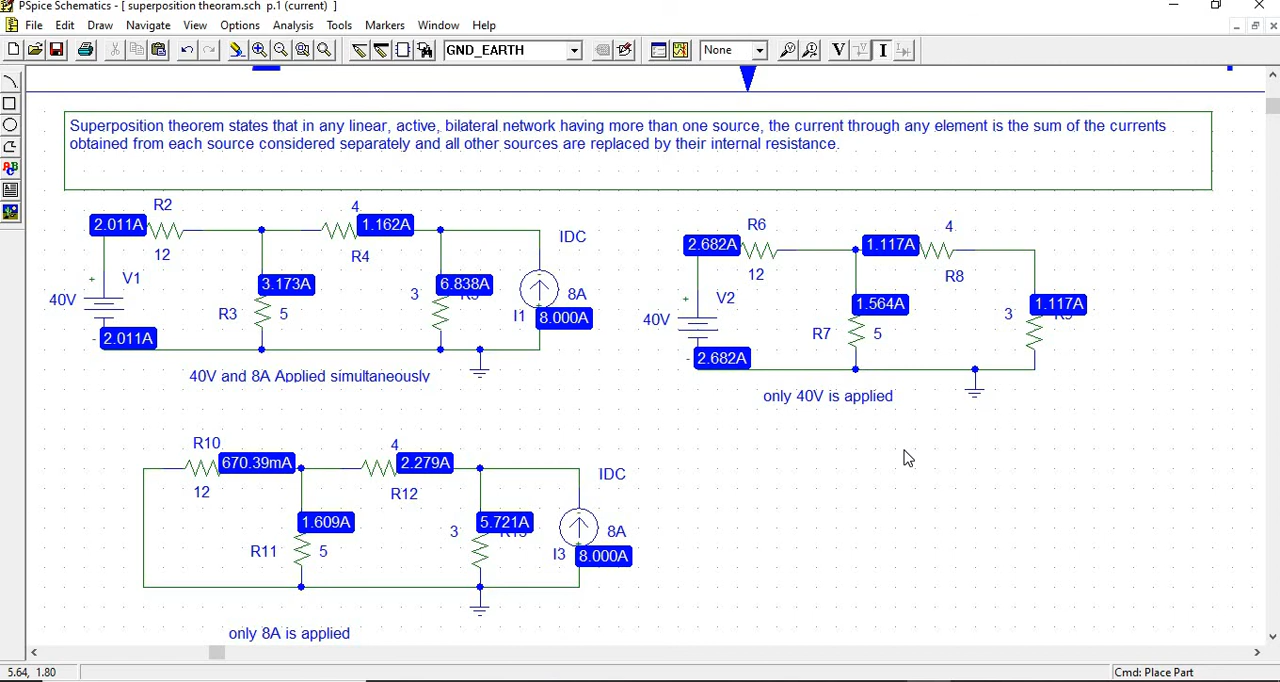 PSpice Schematics - [ superposition theoram.sch p.1 (current) ]
File Edit Draw Navigate View Options Analysis Tools Markers Window Help
GND_EARTH None V I
Superposition theorem states that in any linear, active, bilateral network having more than one source, the current through any element is the sum of the currents
obtained from each source considered separately and all other sources are replaced by their internal resistance.
R2 4
2.011A 1.162A IDC
12 R4
V1 3.173A 6.838A
40V 3 8A
R3 5 I1 8.000A
2.011A
40V and 8A Applied simultaneously
R6 4
2.682A 1.117A
12 R8
V2 1.564A 1.117A
40V 3
R7 5
2.682A
only 40V is applied
R10 4
670.39mA 2.279A IDC
12 R12
1.609A 5.721A
3 8A
R11 5 I3 8.000A
only 8A is applied
5.64, 1.80 Cmd: Place Part